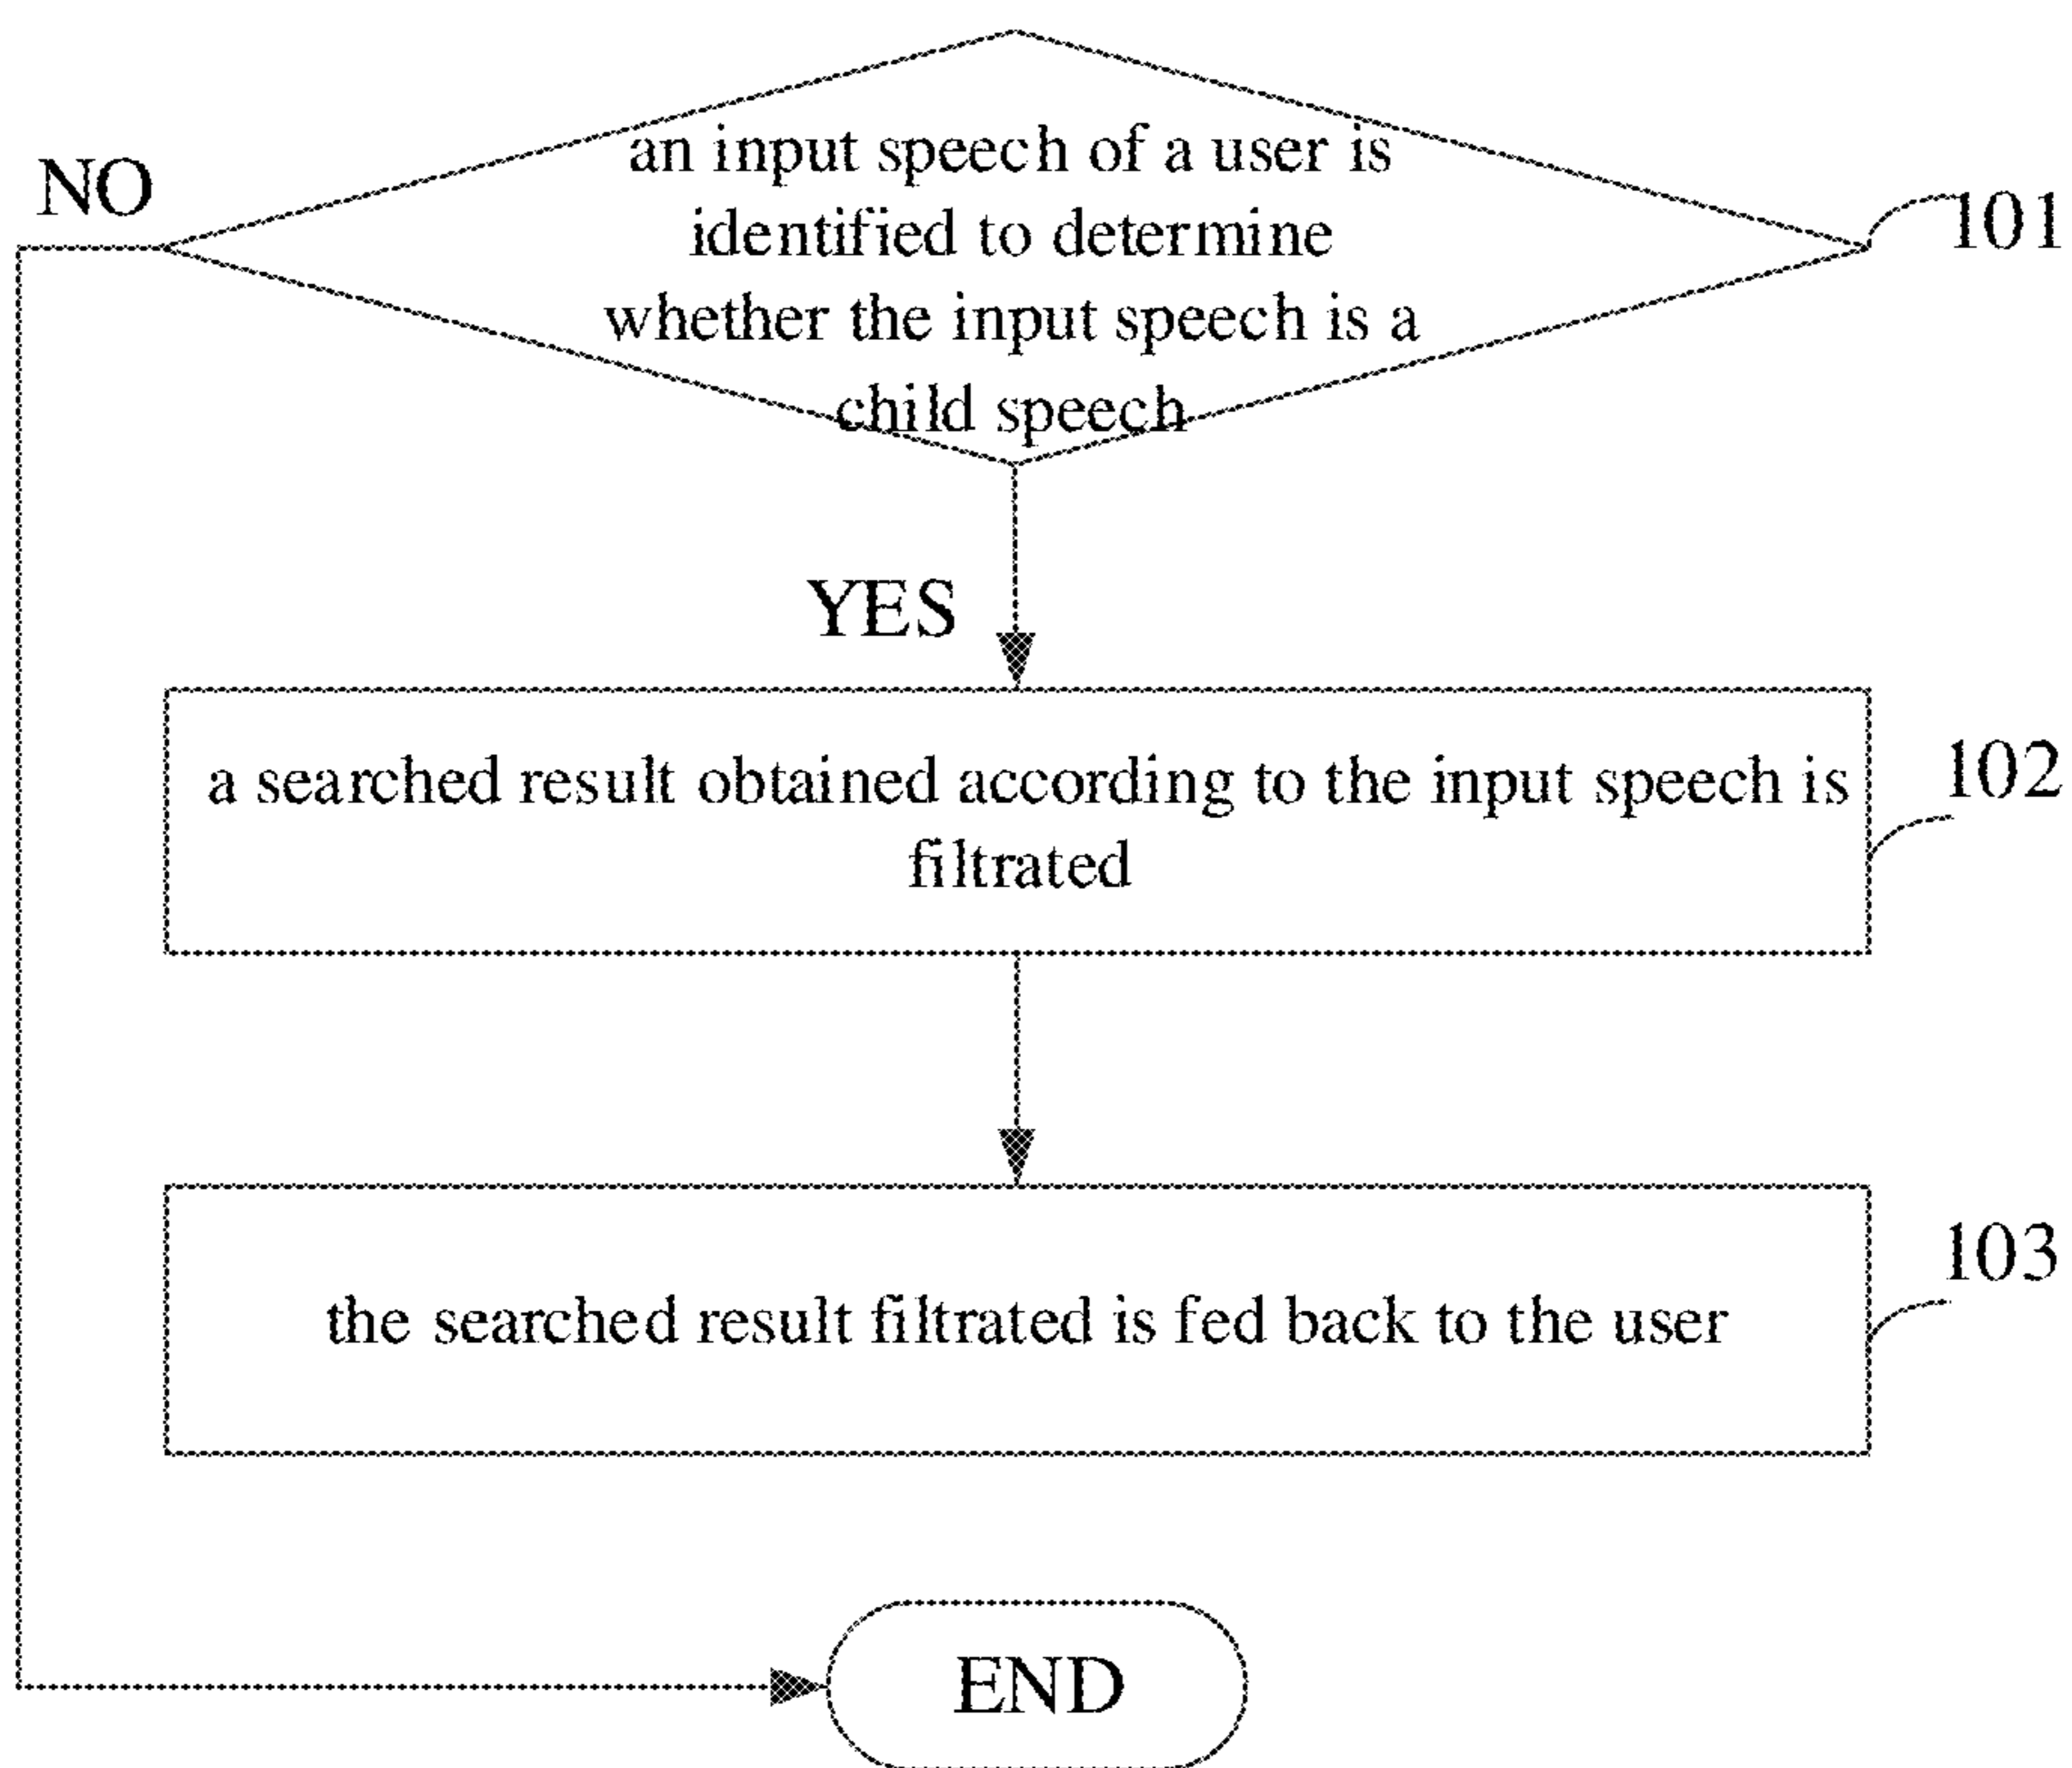 an input speech of a user is
NO
identified to determine
101
whether the input speech is a
child speech
YES
a searched result obtained according to the input speech is
102
filtrated
the searched result filtrated is fed back to the user
103
END